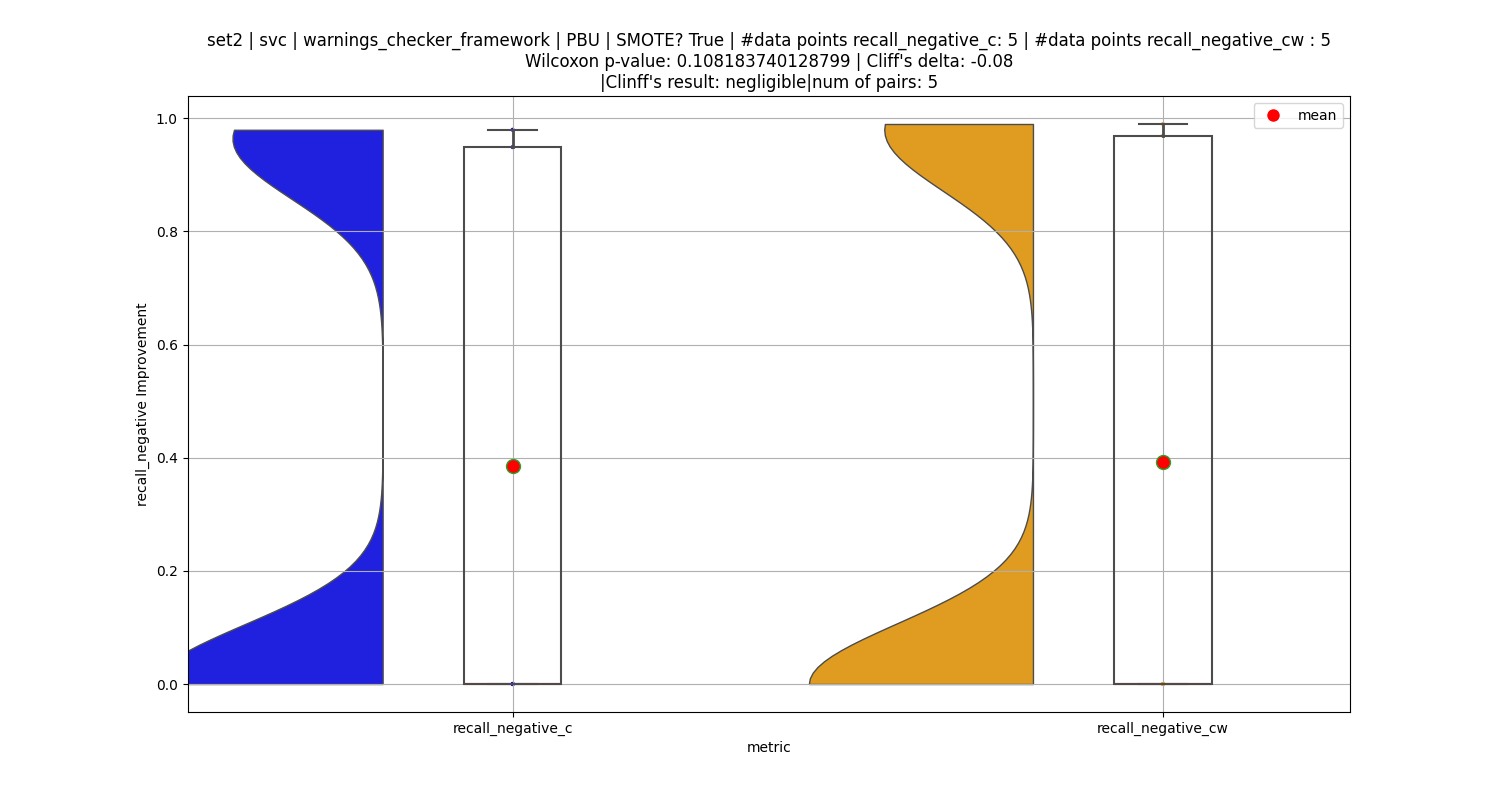 set2 | svc | warnings_checker_framework | PBU | SMOTE? True | #data points recall_negative_c: 5 | #data points recall_negative_cw : 5
Wilcoxon p-value: 0.108183740128799 | Cliff's delta: -0.08
|Clinff's result: negligible|num of pairs: 5
mean
1.0
0.8
0.6
0.4
0.2
0.0
recall_negative Improvement
recall_negative_c
recall_negative_cw
metric